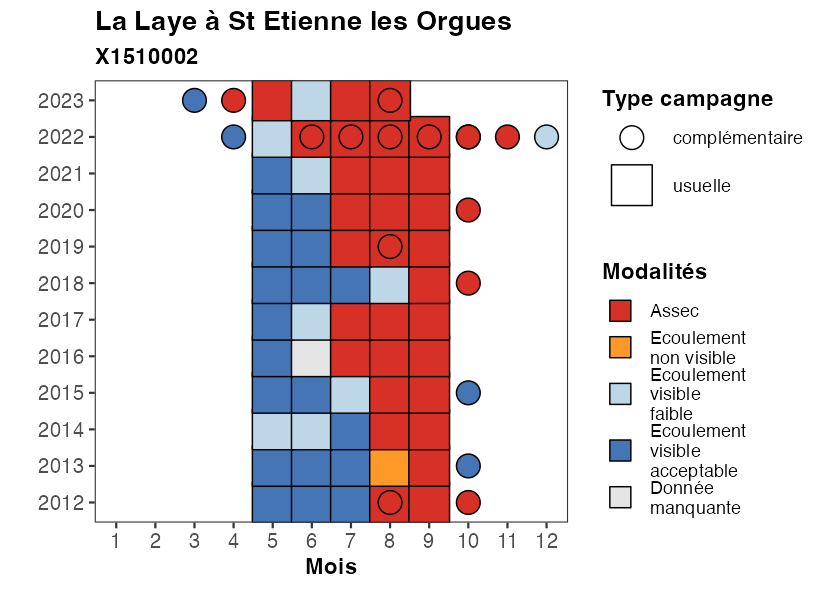 La Laye à St Etienne les Orgues
X1510002
2023
2022
2021
2020
2019
2018
2017
2016
2015
2014
2013
2012
1 2 3 4 5 6 7 8 9 10 11 12
Mois
Type campagne
complémentaire
usuelle
Modalités
Assec
Ecoulement
non visible
Ecoulement
visible
faible
Ecoulement
visible
acceptable
Donnée
manquante